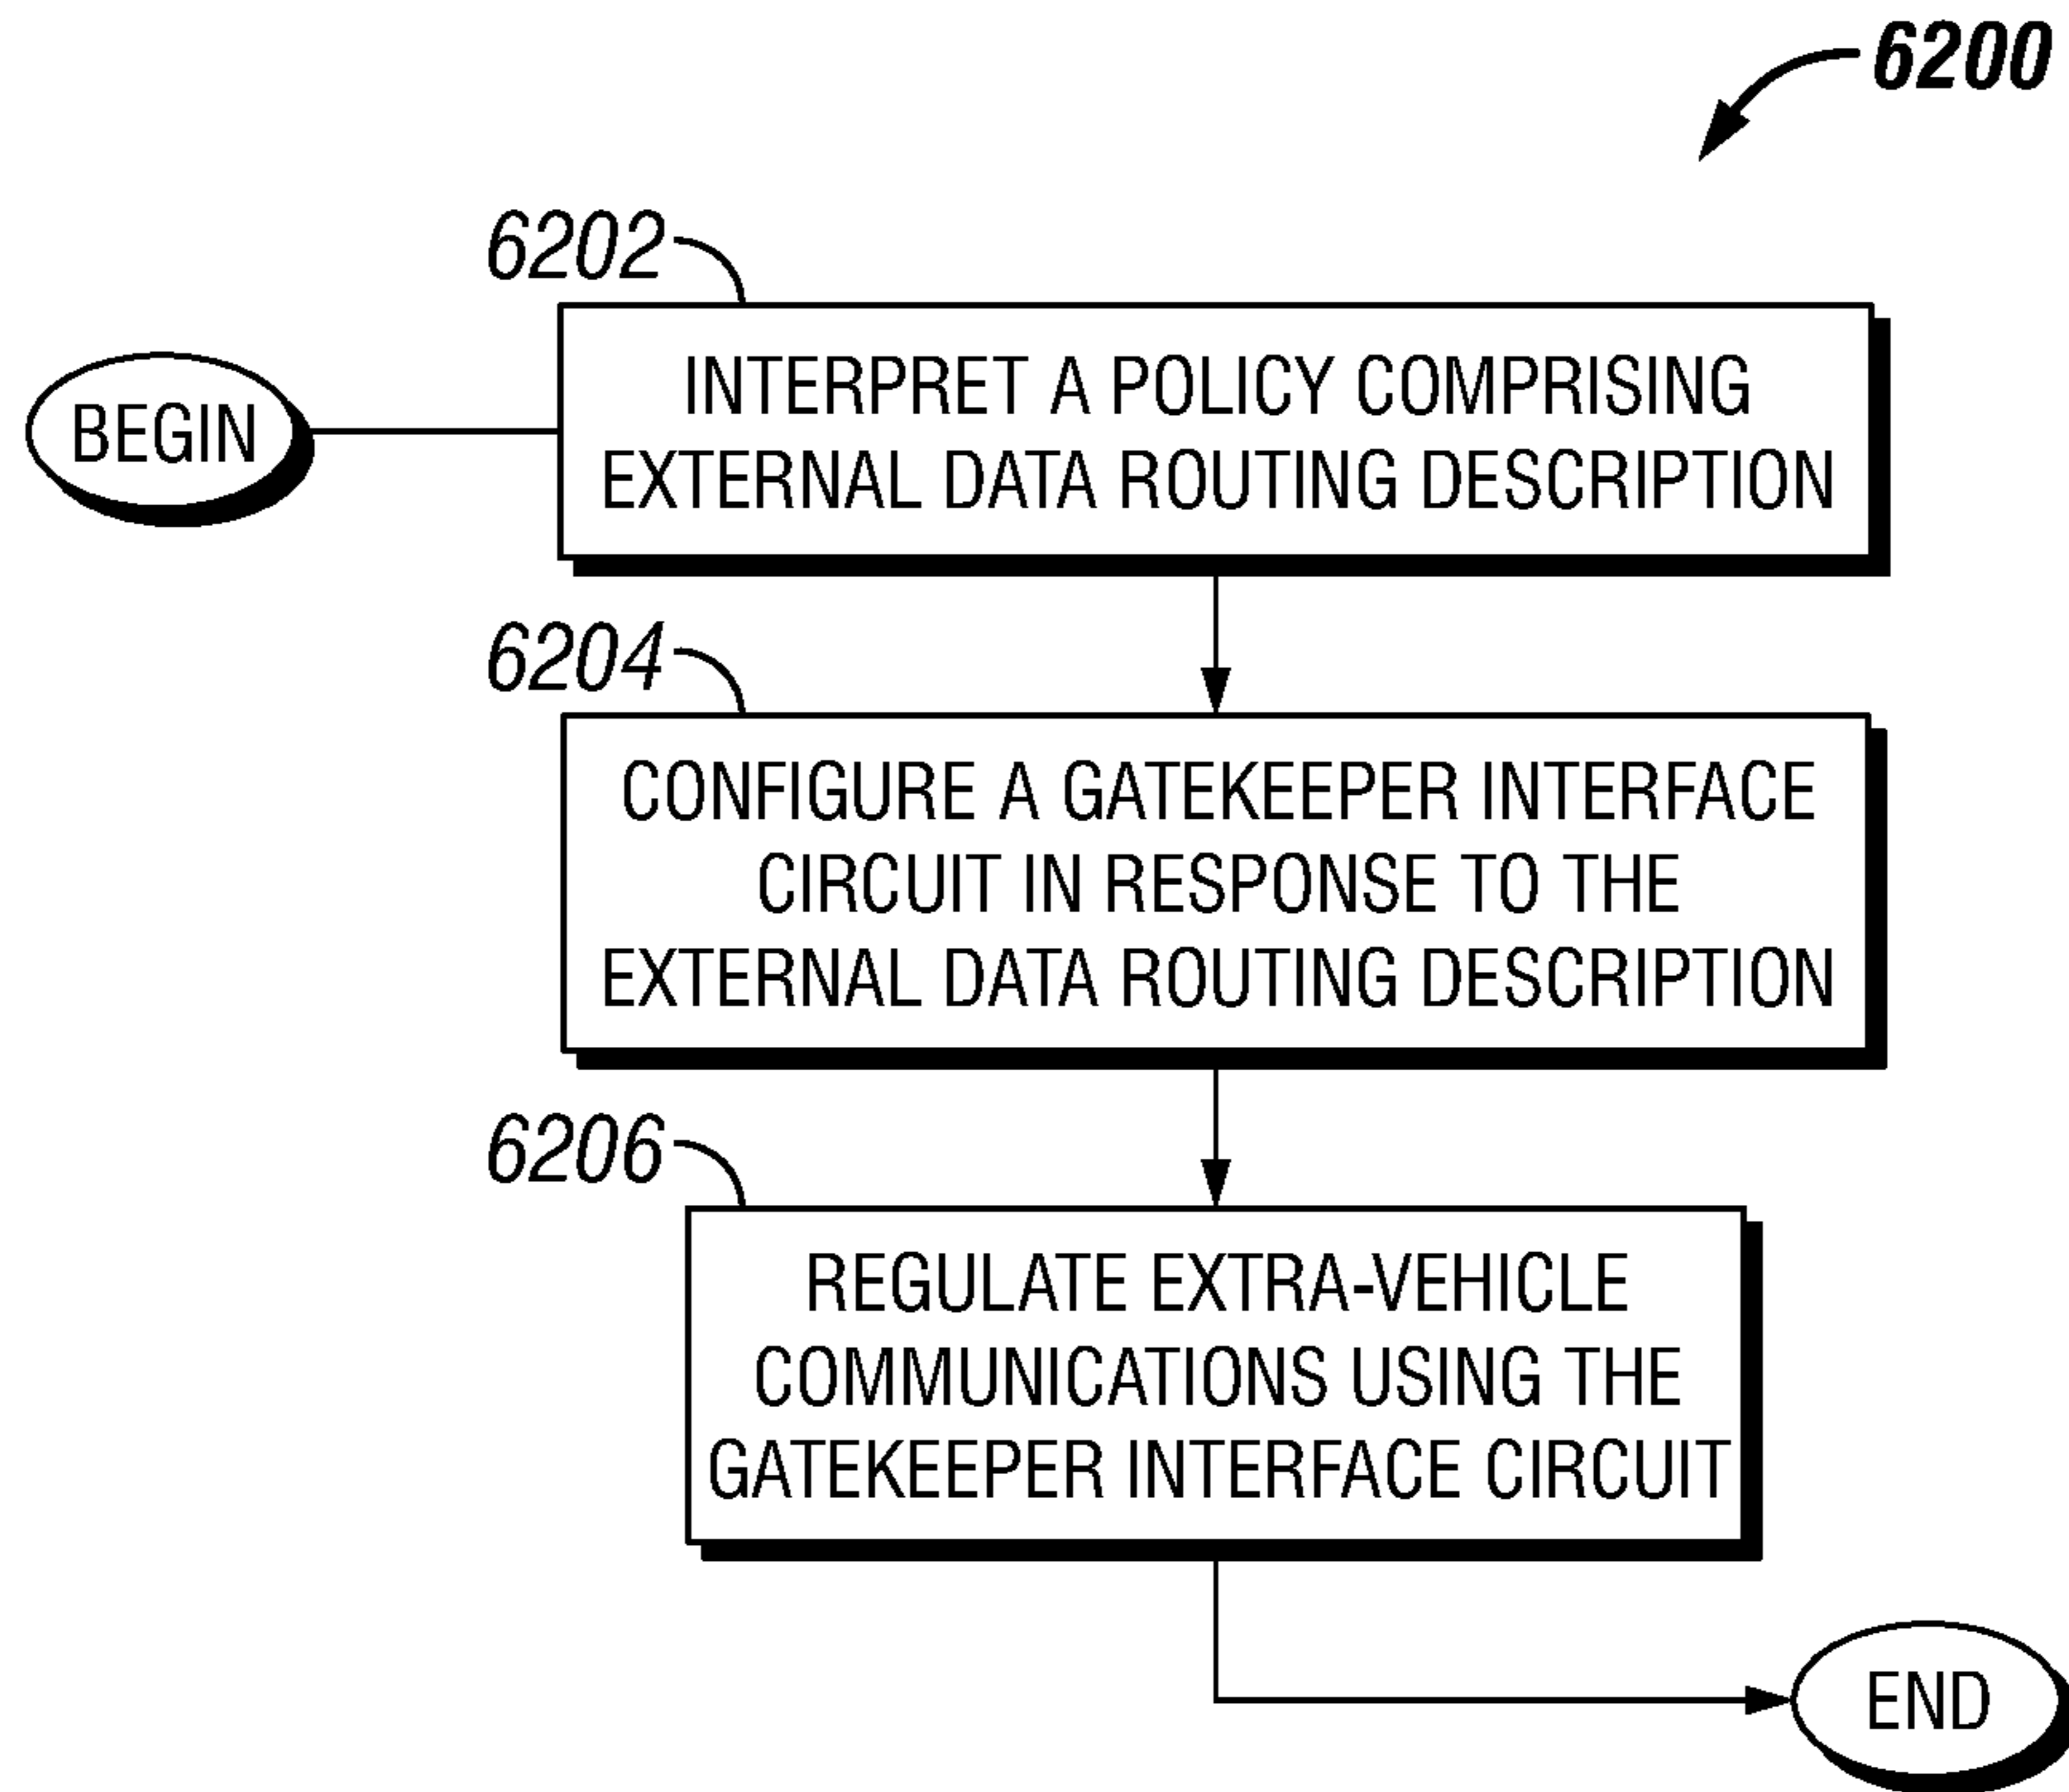 6200
6202
BEGIN
INTERPRET A POLICY COMPRISING
EXTERNAL DATA ROUTING DESCRIPTION
6204
CONFIGURE A GATEKEEPER INTERFACE
CIRCUIT IN RESPONSE TO THE
EXTERNAL DATA ROUTING DESCRIPTION
6206
REGULATE EXTRA-VEHICLE
COMMUNICATIONS USING THE
GATEKEEPER INTERFACE CIRCUIT
END